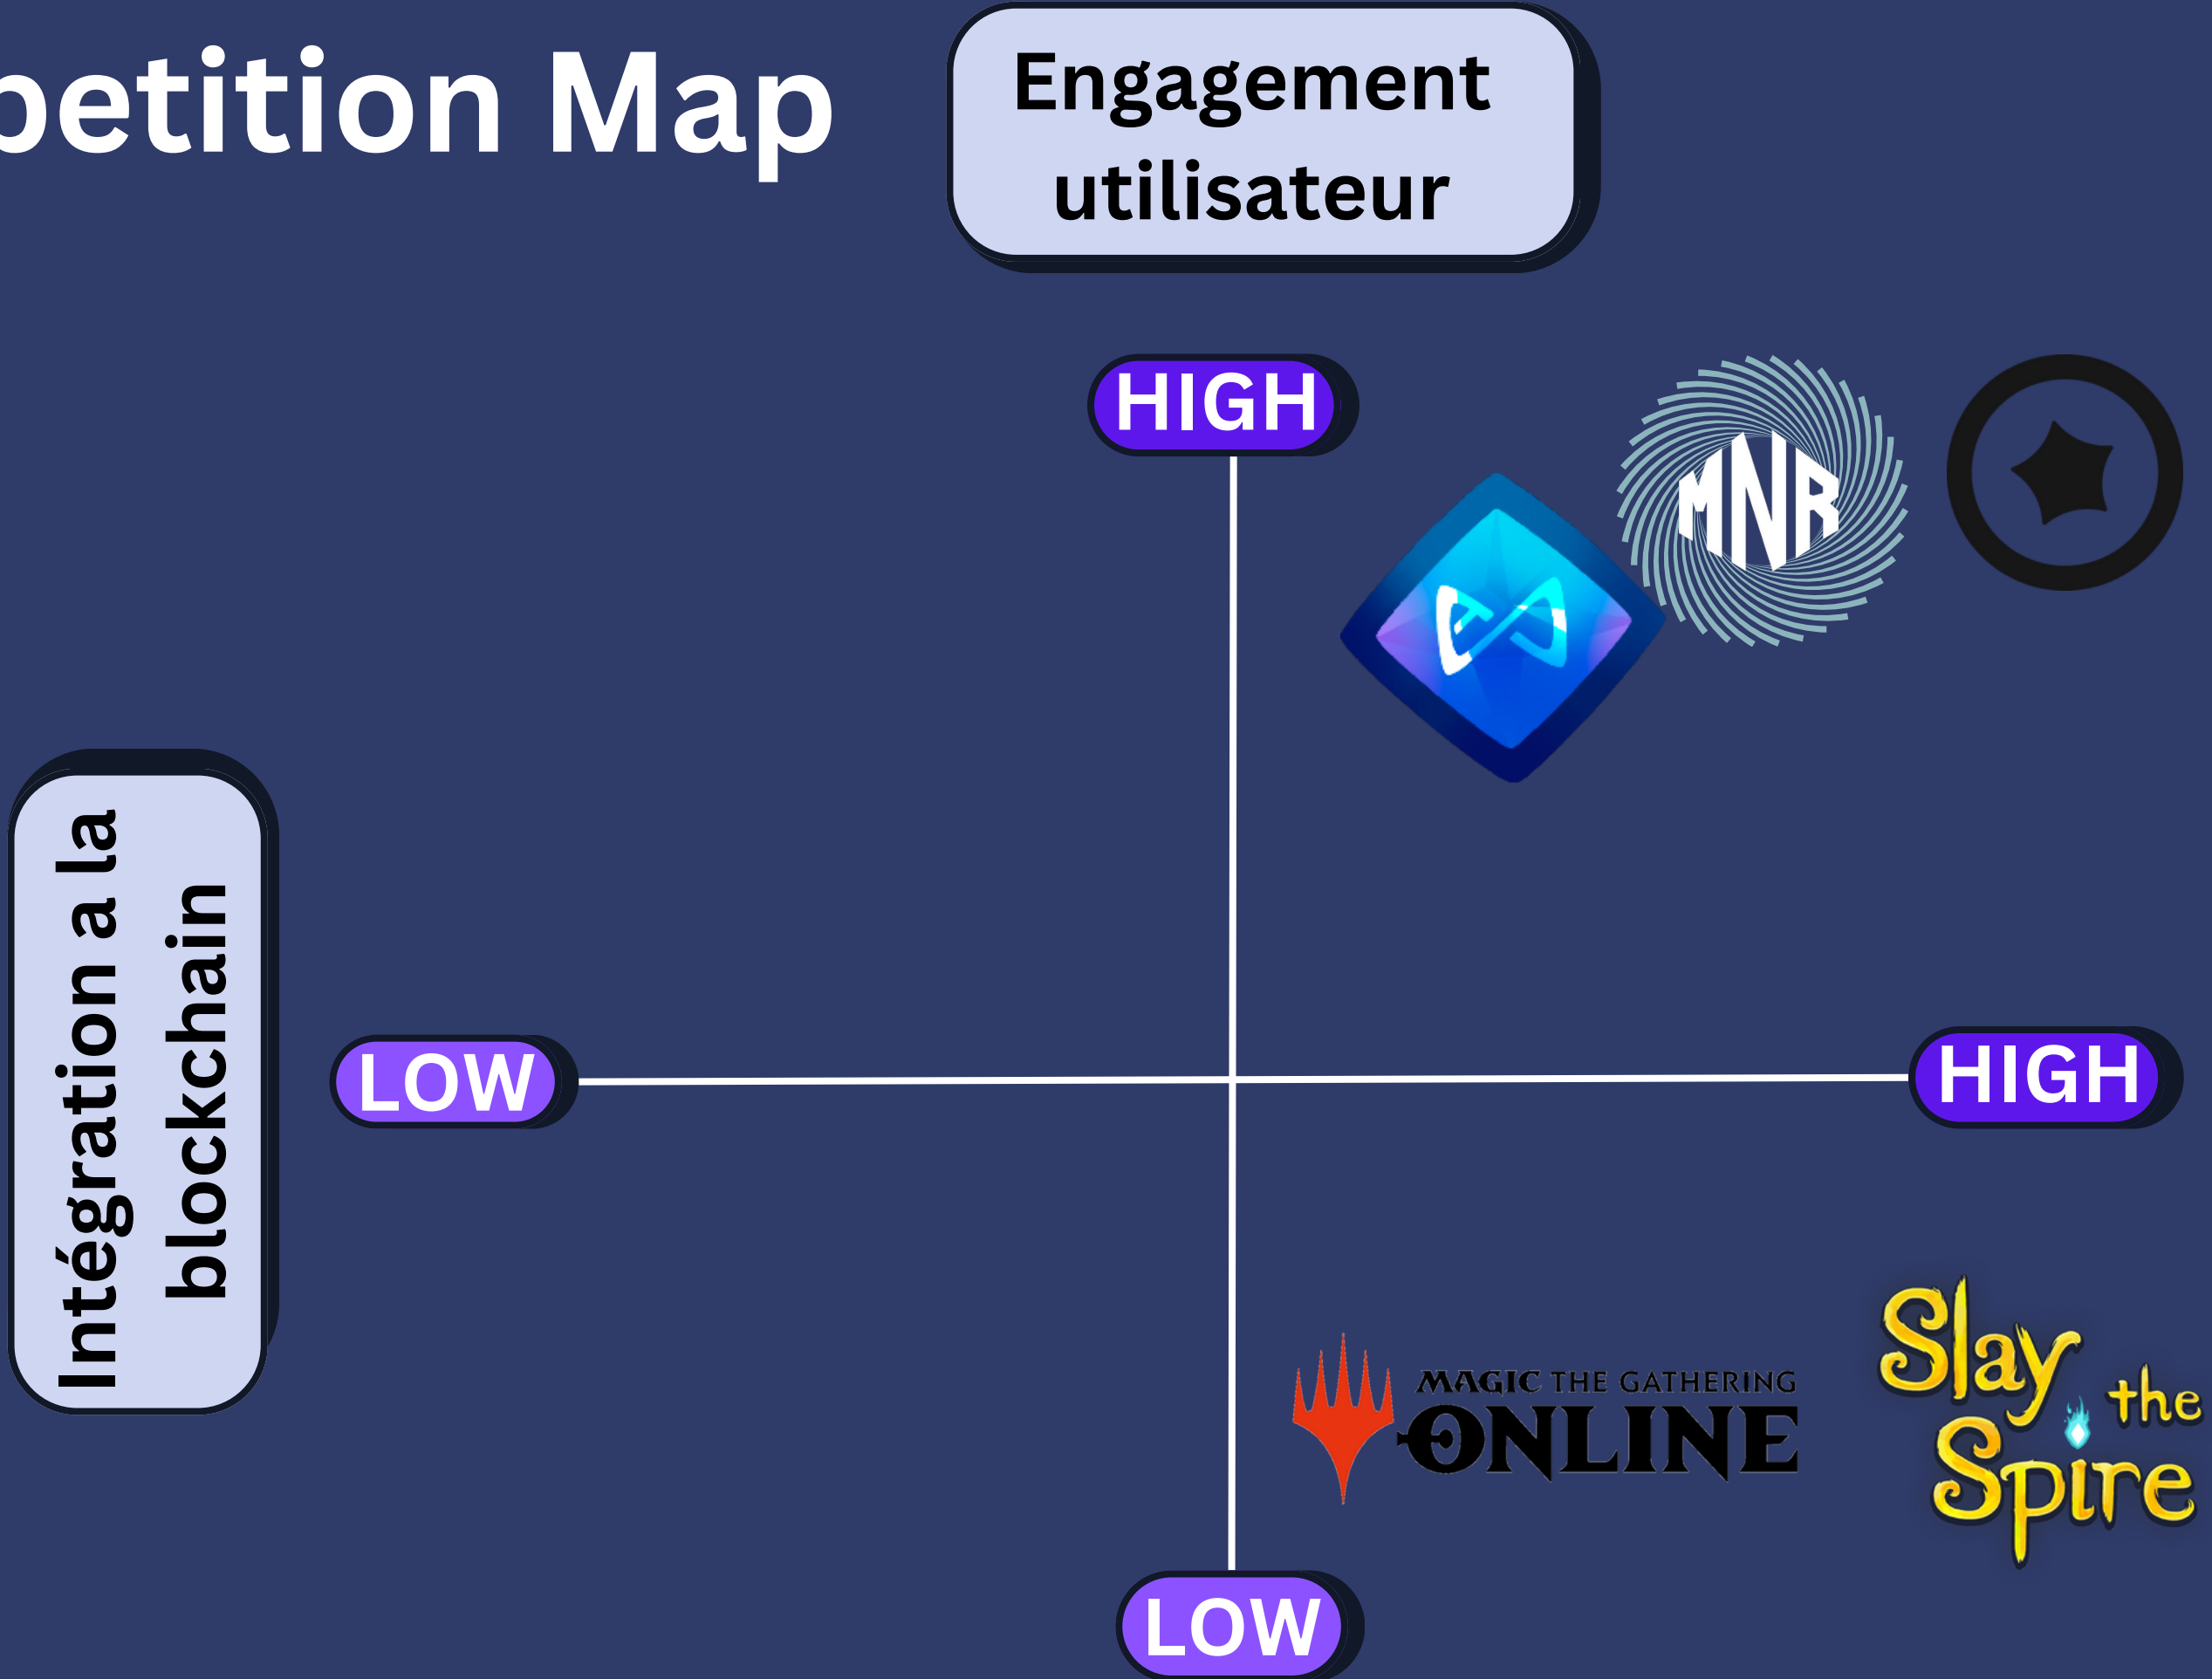 petition Map
Engagement
utilisateur
HIGH
MNR
Intégration a la
blockchain
LOW
HIGH
MAGIC THE GATHERING
ONLINE
Slay
the
Spire
LOW